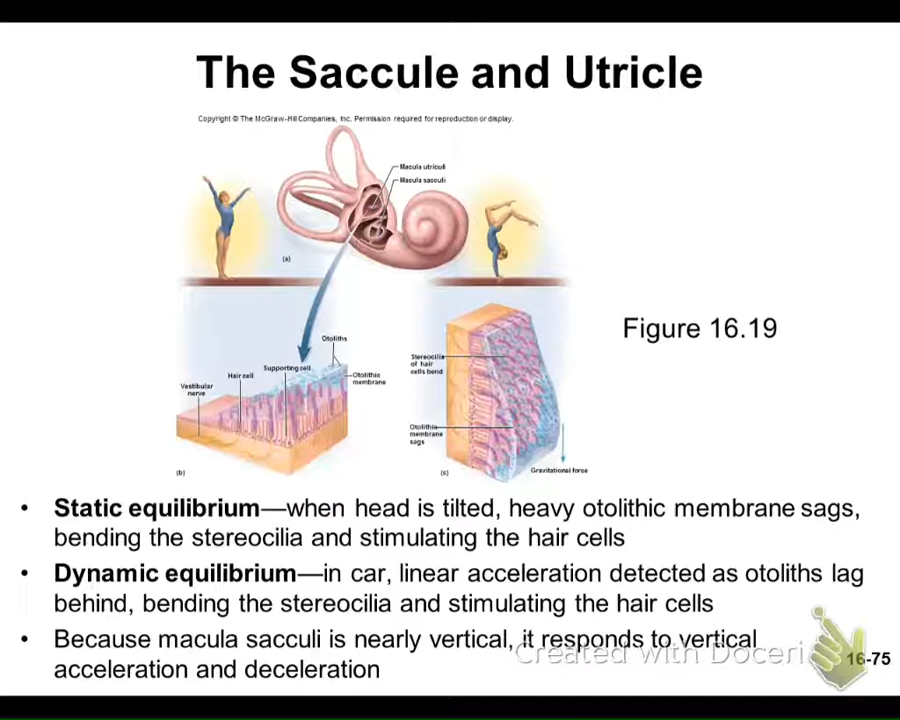 The Saccule and Utricle
Copyright © The McGraw-Hill Companies, Inc. Permission required for reproduction or display.
Macula utriculi
Macula sacculi
(a)
Figure 16.19
Otoliths
Supporting cell
Hair cell
Otolithic
membrane
Vestibular
nerve
(b)
Stereocilia
of hair
cells bend
Otolithic
membrane
sags
(c)
Gravitational force
• Static equilibrium—when head is tilted, heavy otolithic membrane sags,
bending the stereocilia and stimulating the hair cells
• Dynamic equilibrium—in car, linear acceleration detected as otoliths lag
behind, bending the stereocilia and stimulating the hair cells
• Because macula sacculi is nearly vertical, it responds to vertical
acceleration and deceleration
Created with Doceri
16-75